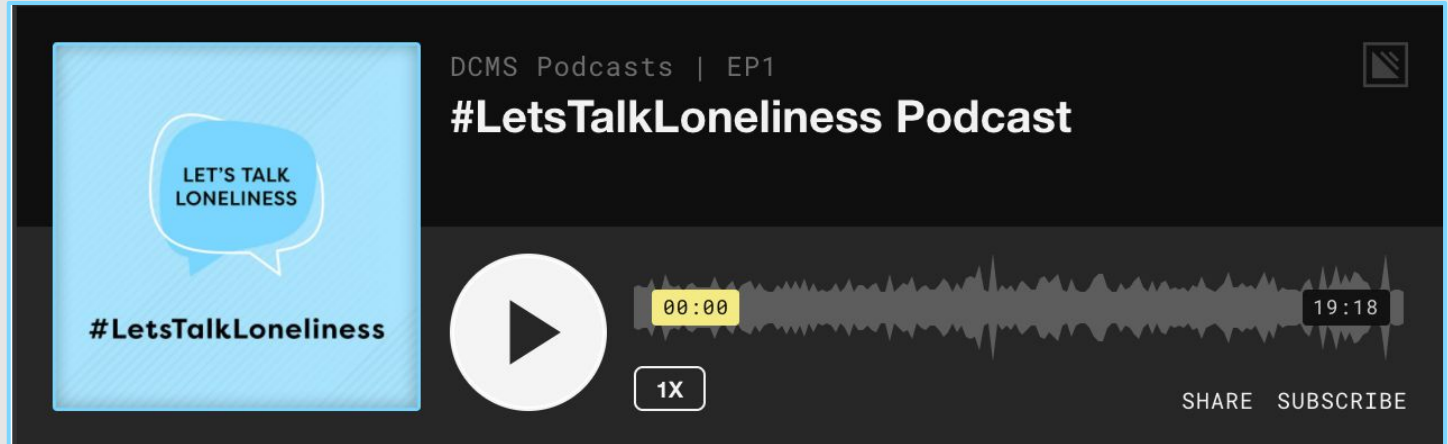 LET'S TALK
LONELINESS
#LetsTalkLoneliness
DCMS Podcasts | EP1
#LetsTalkLoneliness Podcast
00:00
19:18
1X
SHARE SUBSCRIBE